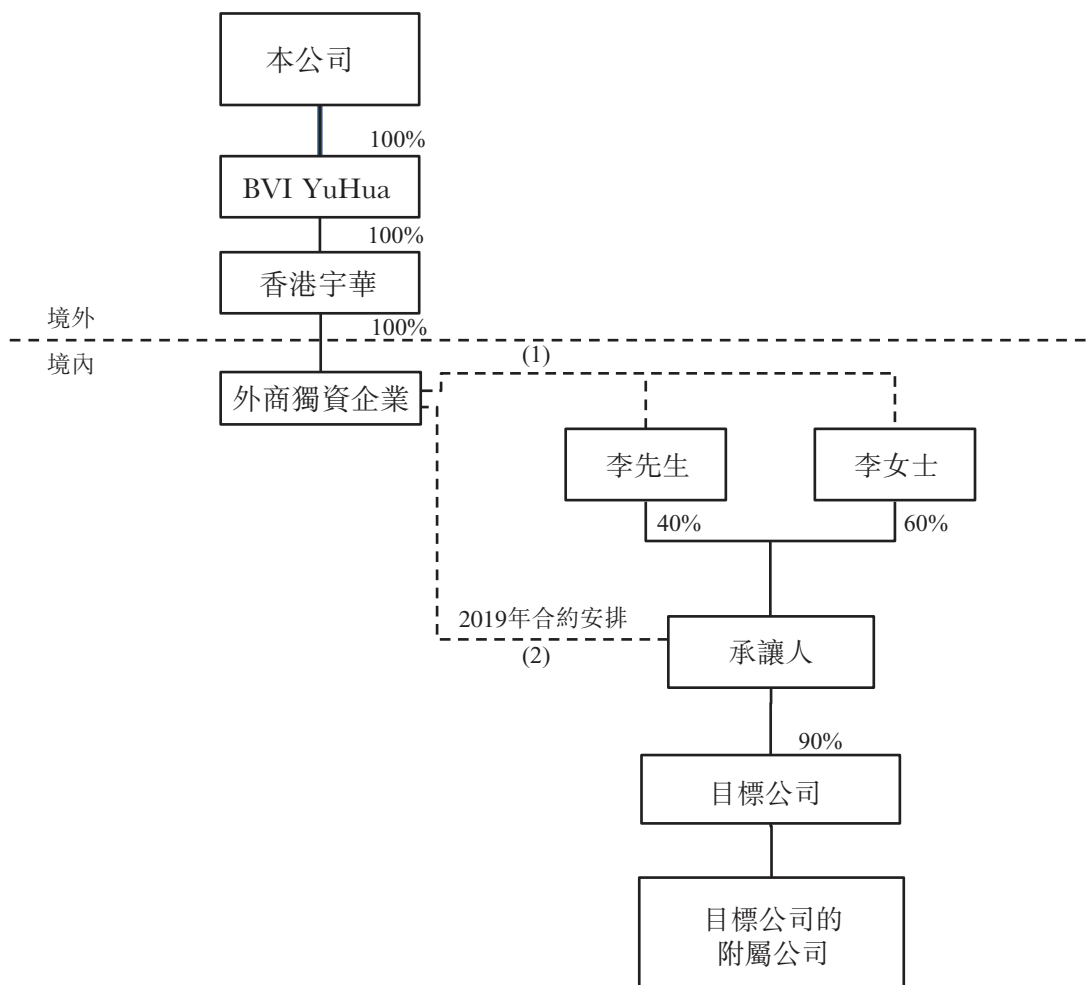 本公司
100%
BVI YuHua
100%
香港宇華
境外
100%
境內
(1)
外商獨資企業
李先生
李女士
40%
60%
2019年合約安排
(2)
承讓人
90%
目標公司
目標公司的
附屬公司